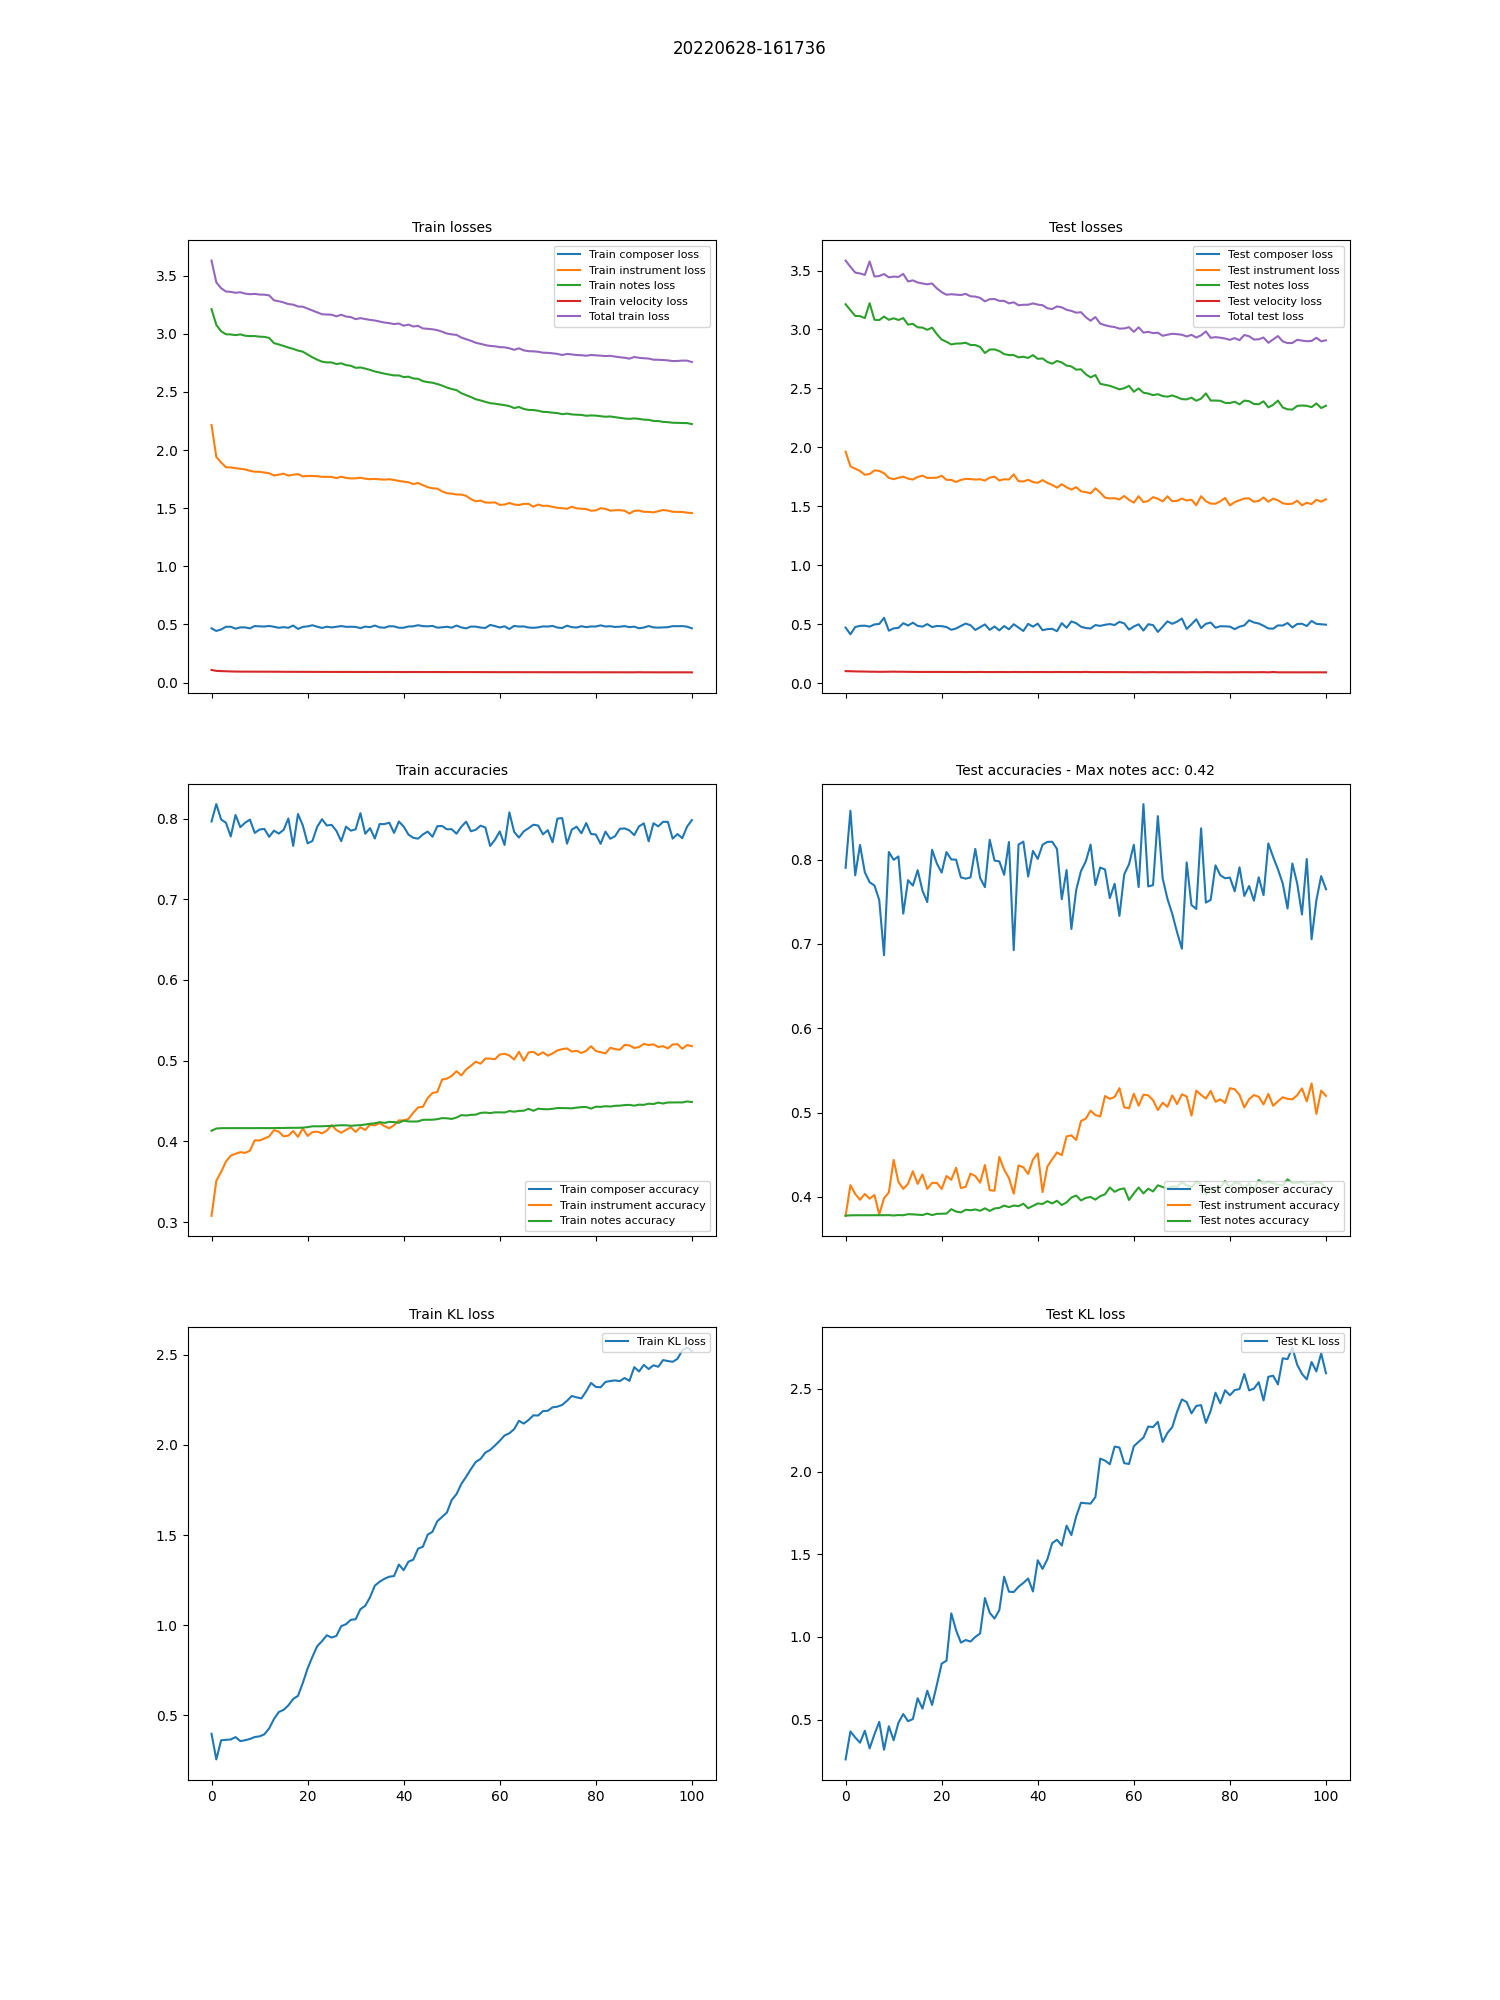 20220628-161736
Train losses
3.5
3.0
2.5
2.0
1.5
1.0
0.5
0.0
Train composer loss
Train instrument loss
Train notes loss
Train velocity loss
Total train loss
Test losses
3.5
3.0
2.5
2.0
1.5
1.0
0.5
0.0
Test composer loss
Test instrument loss
Test notes loss
Test velocity loss
Total test loss
Train accuracies
0.8
0.7
0.6
0.5
0.4
0.3
Train composer accuracy
Train instrument accuracy
Train notes accuracy
Test accuracies - Max notes acc: 0.42
0.8
0.7
0.6
0.5
0.4
Test composer accuracy
Test instrument accuracy
Test notes accuracy
Train KL loss
2.5
2.0
1.5
1.0
0.5
Train KL loss
0 20 40 60 80 100
Test KL loss
2.5
2.0
1.5
1.0
0.5
Test KL loss
0 20 40 60 80 100